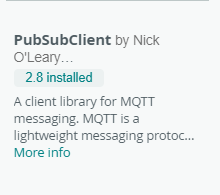 PubSubClient by Nick
O'Leary...
2.8 installed
A client library for MQTT
messaging. MQTT is a
lightweight messaging protoc...
More info